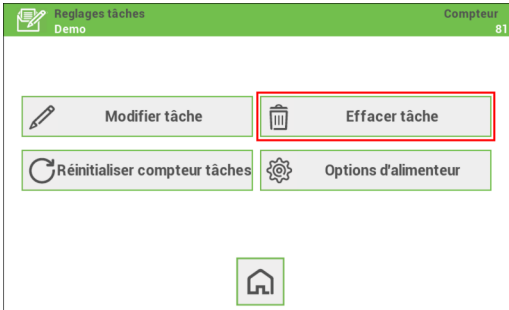 Reglages tâches
Compteur
Demo
81
Modifier tâche
Effacer tâche
Réinitialiser compteur tâches
Options d'alimenteur